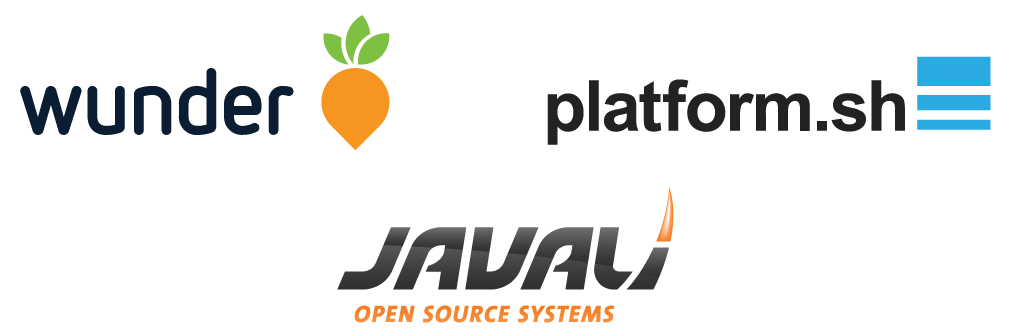 wunder
platform.sh
JAVALI
OPEN SOURCE SYSTEMS